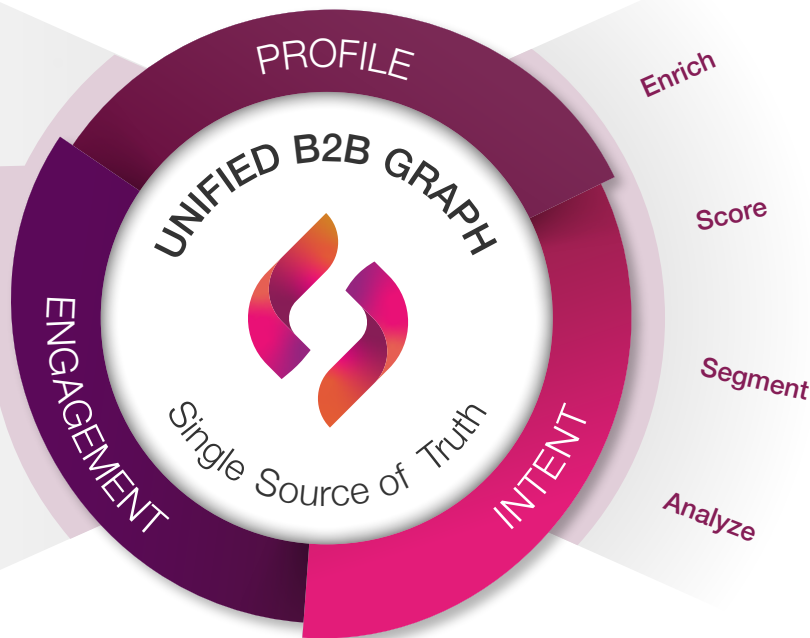 PROFILE
UNIFIED B2B GRAPH
Single Source of Truth
ENGAGEMENT
INTENT
Enrich
Score
Segment
Analyze